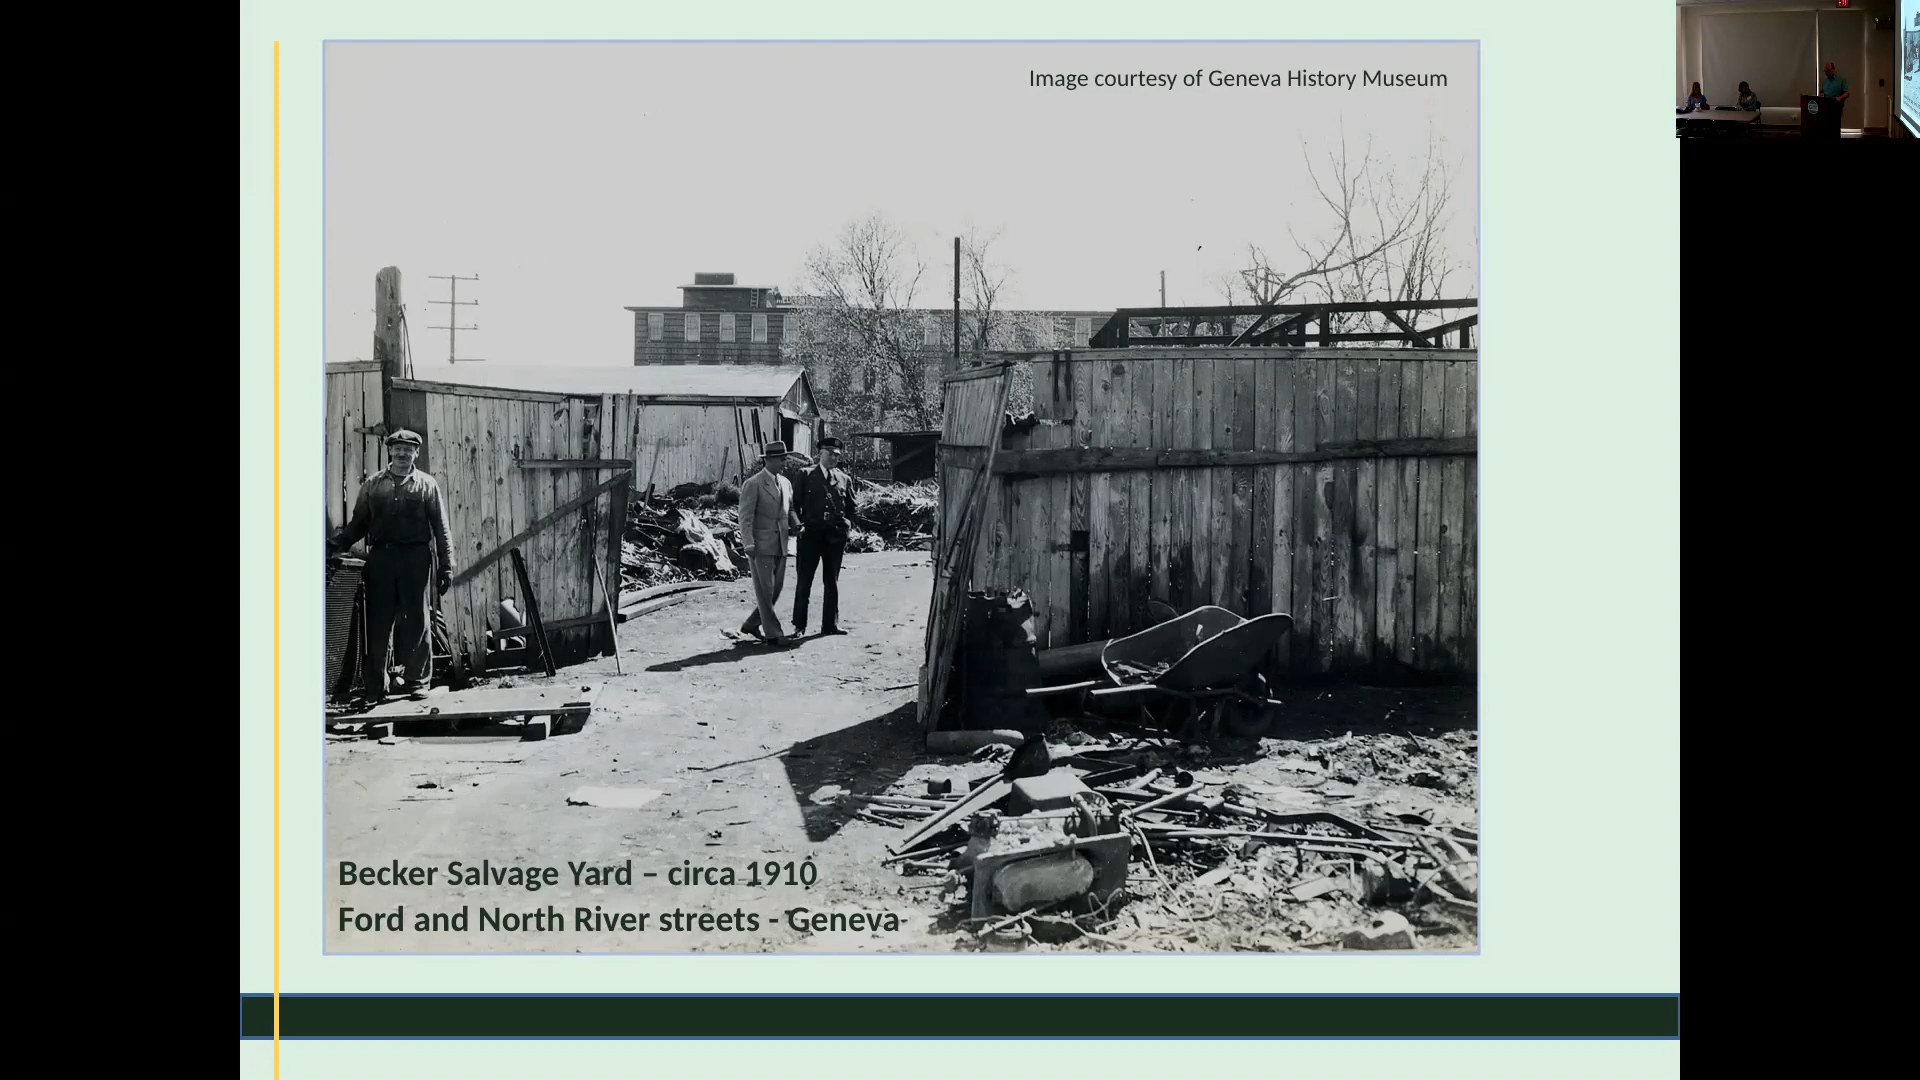 Image courtesy of Geneva History Museum
Becker Salvage Yard – circa 1910
Ford and North River streets - Geneva